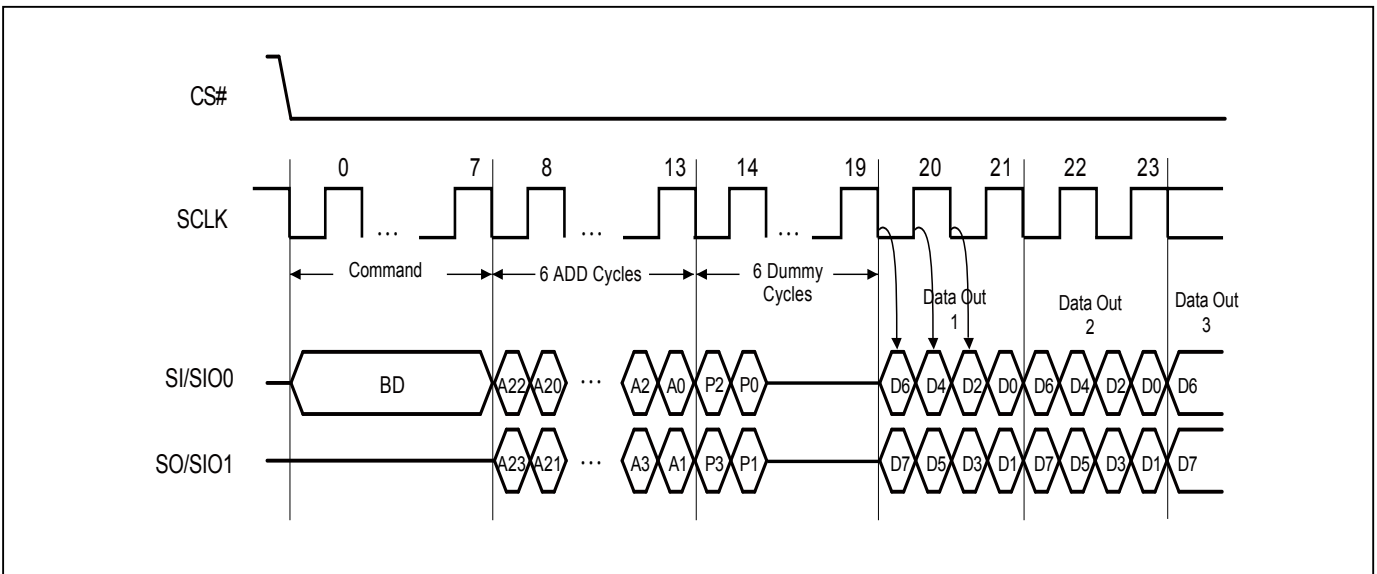 CS#
0 7 8 13 14 19 20 21 22 23
SCLK
... ... ...
Command 6 ADD Cycles 6 Dummy
Cycles
Data Out
1
Data Out
2
Data Out
3
SI/SIO0 BD A22 A20 ... A2 A0 P2 P0 D6 D4 D2 D0 D6 D4 D2 D0 D6
SO/SIO1 A23 A21 ... A3 A1 P3 P1 D7 D5 D3 D1 D7 D5 D3 D1 D7